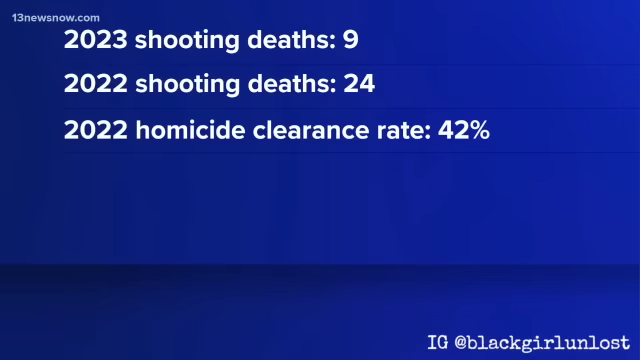 13newsnow.com
2023 shooting deaths: 9
2022 shooting deaths: 24
2022 homicide clearance rate: 42%
IG @blackgirlunlost